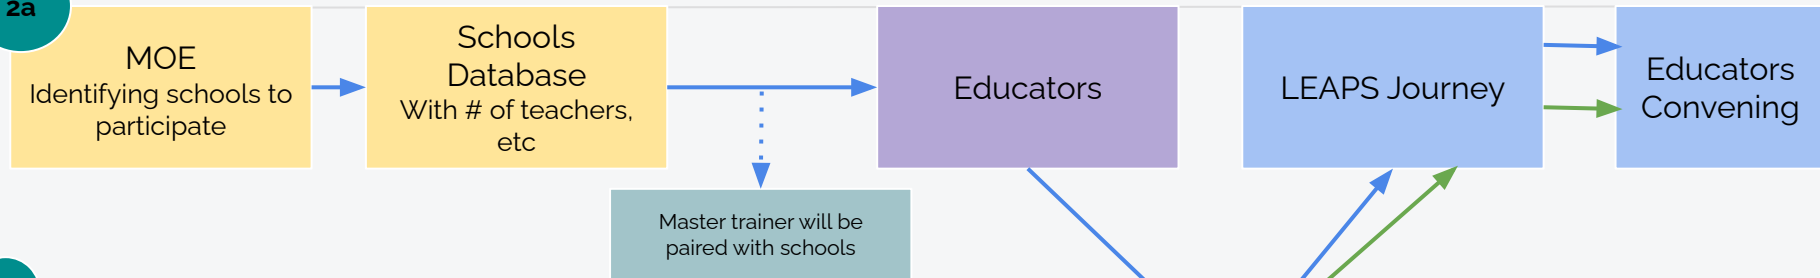 2a
MOE
Identifying schools to
participate
Schools
Database
With # of teachers,
etc
Educators
LEAPS Journey
Educators
Convening
Master trainer will be
paired with schools